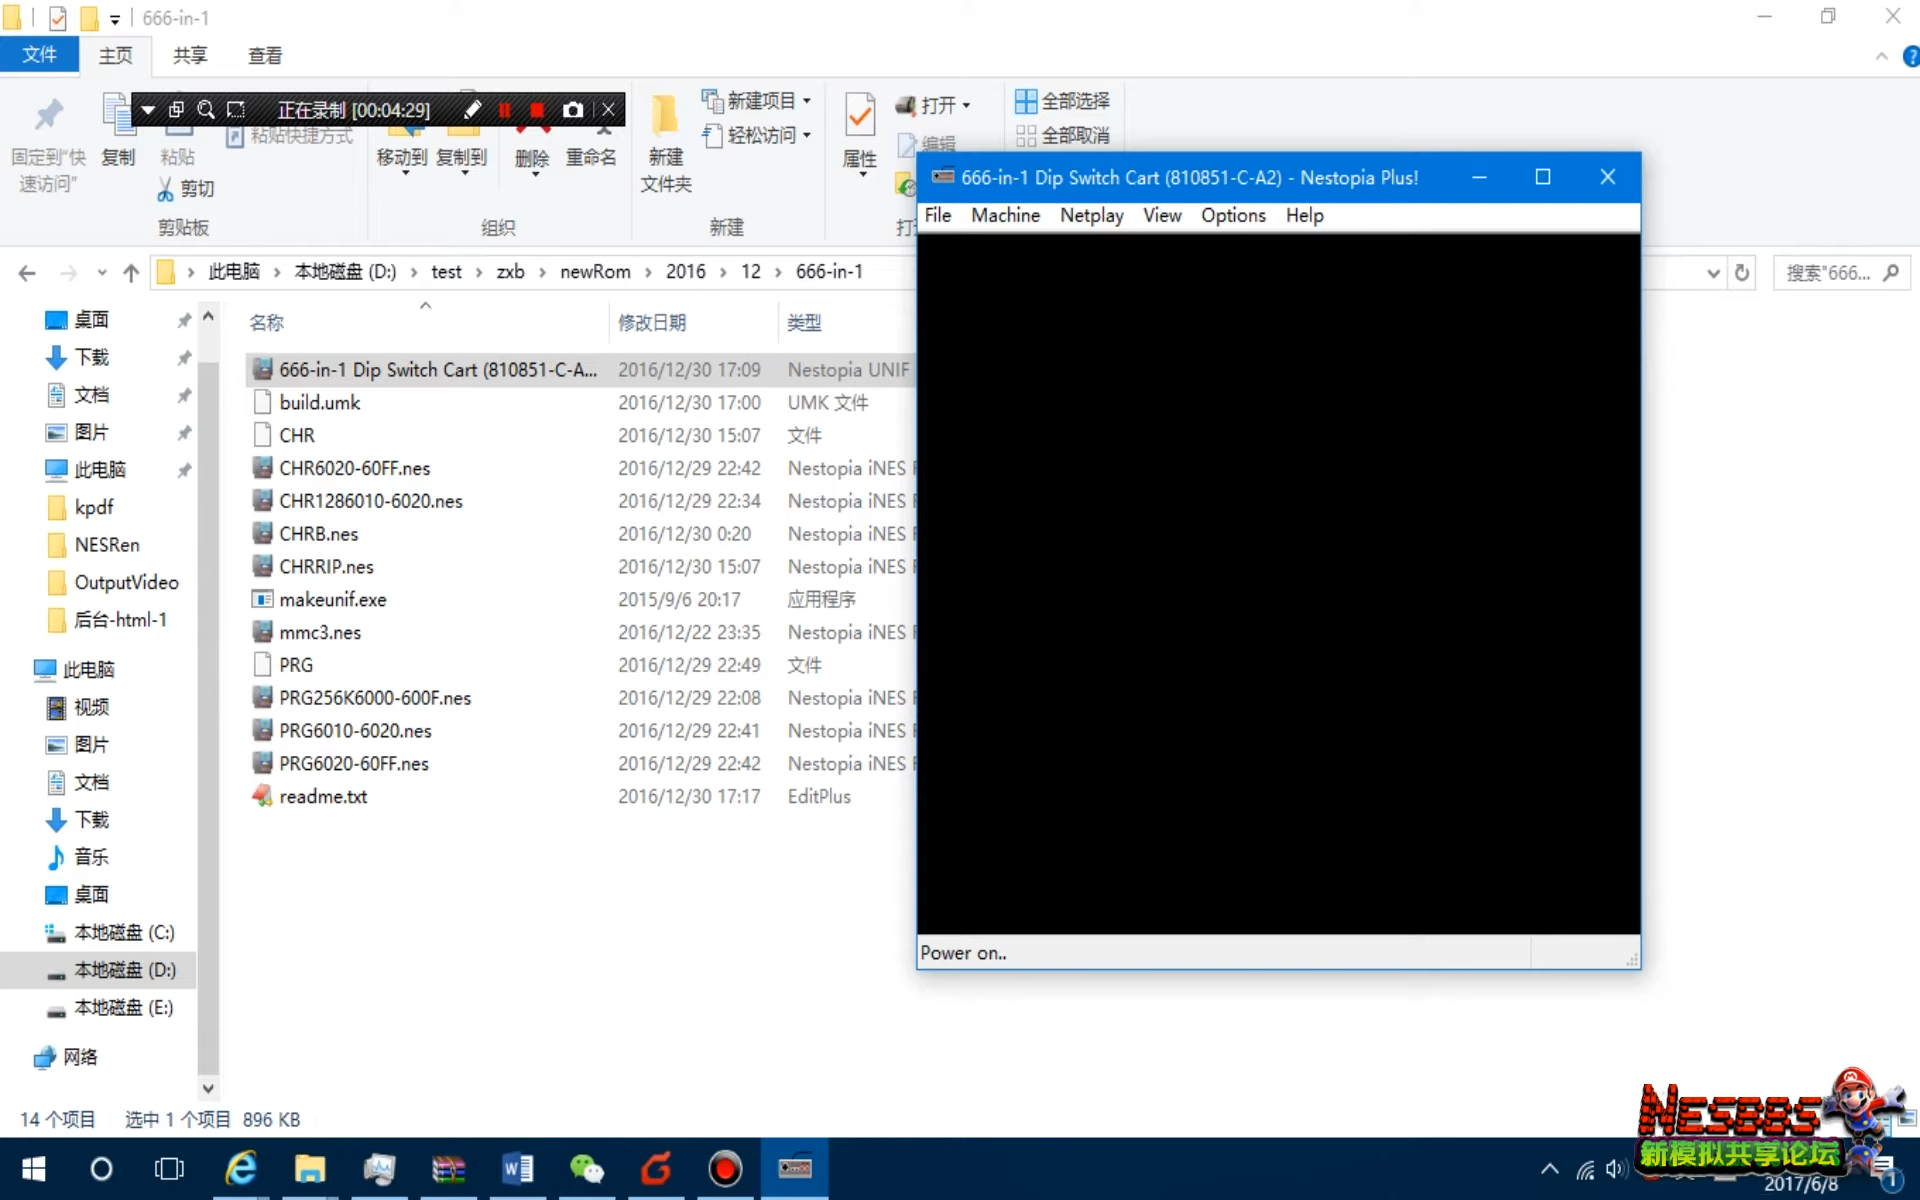 666-in-1
文件 主页 共享 查看
正在录制 [00:04:29]
固定到"快速访问"
复制
粘贴
粘贴快捷方式
剪切
剪贴板
移动到
复制到
删除
重命名
组织
新建项目
轻松访问
新建
文件夹
新建
属性
打开
编辑
全部选择
全部取消
此电脑 › 本地磁盘 (D:) › test › zxb › newRom › 2016 › 12 › 666-in-1
搜索"666...
桌面
下载
文档
图片
此电脑
kpdf
NESRen
OutputVideo
后台-html-1
此电脑
视频
图片
文档
下载
音乐
桌面
本地磁盘 (C:)
本地磁盘 (D:)
本地磁盘 (E:)
网络
名称 修改日期 类型
666-in-1 Dip Switch Cart (810851-C-A... 2016/12/30 17:09 Nestopia UNIF
build.umk 2016/12/30 17:00 UMK 文件
CHR 2016/12/30 15:07 文件
CHR6020-60FF.nes 2016/12/29 22:42 Nestopia iNES
CHR1286010-6020.nes 2016/12/29 22:34 Nestopia iNES
CHRB.nes 2016/12/30 0:20 Nestopia iNES
CHRRIP.nes 2016/12/30 15:07 Nestopia iNES
makeunif.exe 2015/9/6 20:17 应用程序
mmc3.nes 2016/12/22 23:35 Nestopia iNES
PRG 2016/12/29 22:49 文件
PRG256K6000-600F.nes 2016/12/29 22:08 Nestopia iNES
PRG6010-6020.nes 2016/12/29 22:41 Nestopia iNES
PRG6020-60FF.nes 2016/12/29 22:42 Nestopia iNES
readme.txt 2016/12/30 17:17 EditPlus
666-in-1 Dip Switch Cart (810851-C-A2) - Nestopia Plus!
File Machine Netplay View Options Help
Power on..
14 个项目 选中 1 个项目 896 KB
NESBBS
新模拟共享论坛
2017/6/8
1